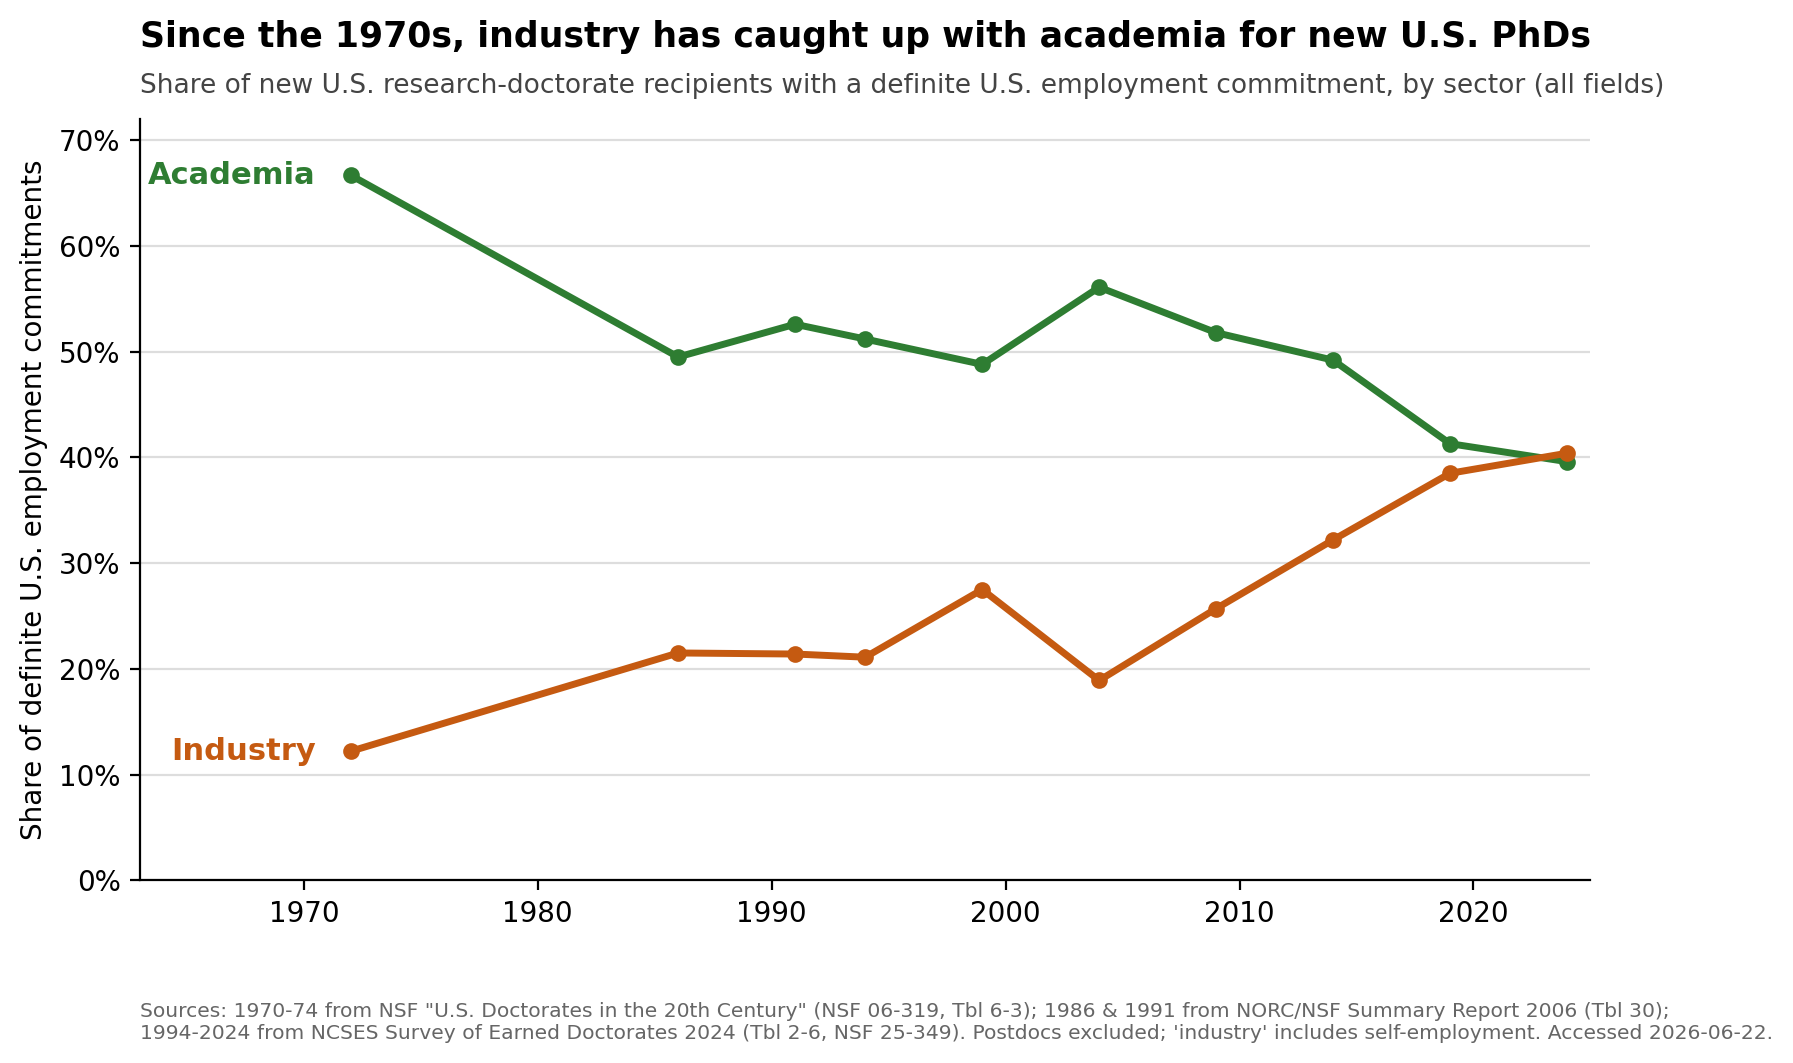 Since the 1970s, industry has caught up with academia for new U.S. PhDs
Share of new U.S. research-doctorate recipients with a definite U.S. employment commitment, by sector (all fields)
Share of definite U.S. employment commitments
70%
60%
50%
40%
30%
20%
10%
0%
Academia
Industry
1970
1980
1990
2000
2010
2020
Sources: 1970-74 from NSF "U.S. Doctorates in the 20th Century" (NSF 06-319, Tbl 6-3); 1986 & 1991 from NORC/NSF Summary Report 2006 (Tbl 30);
1994-2024 from NCSES Survey of Earned Doctorates 2024 (Tbl 2-6, NSF 25-349). Postdocs excluded; 'industry' includes self-employment. Accessed 2026-06-22.